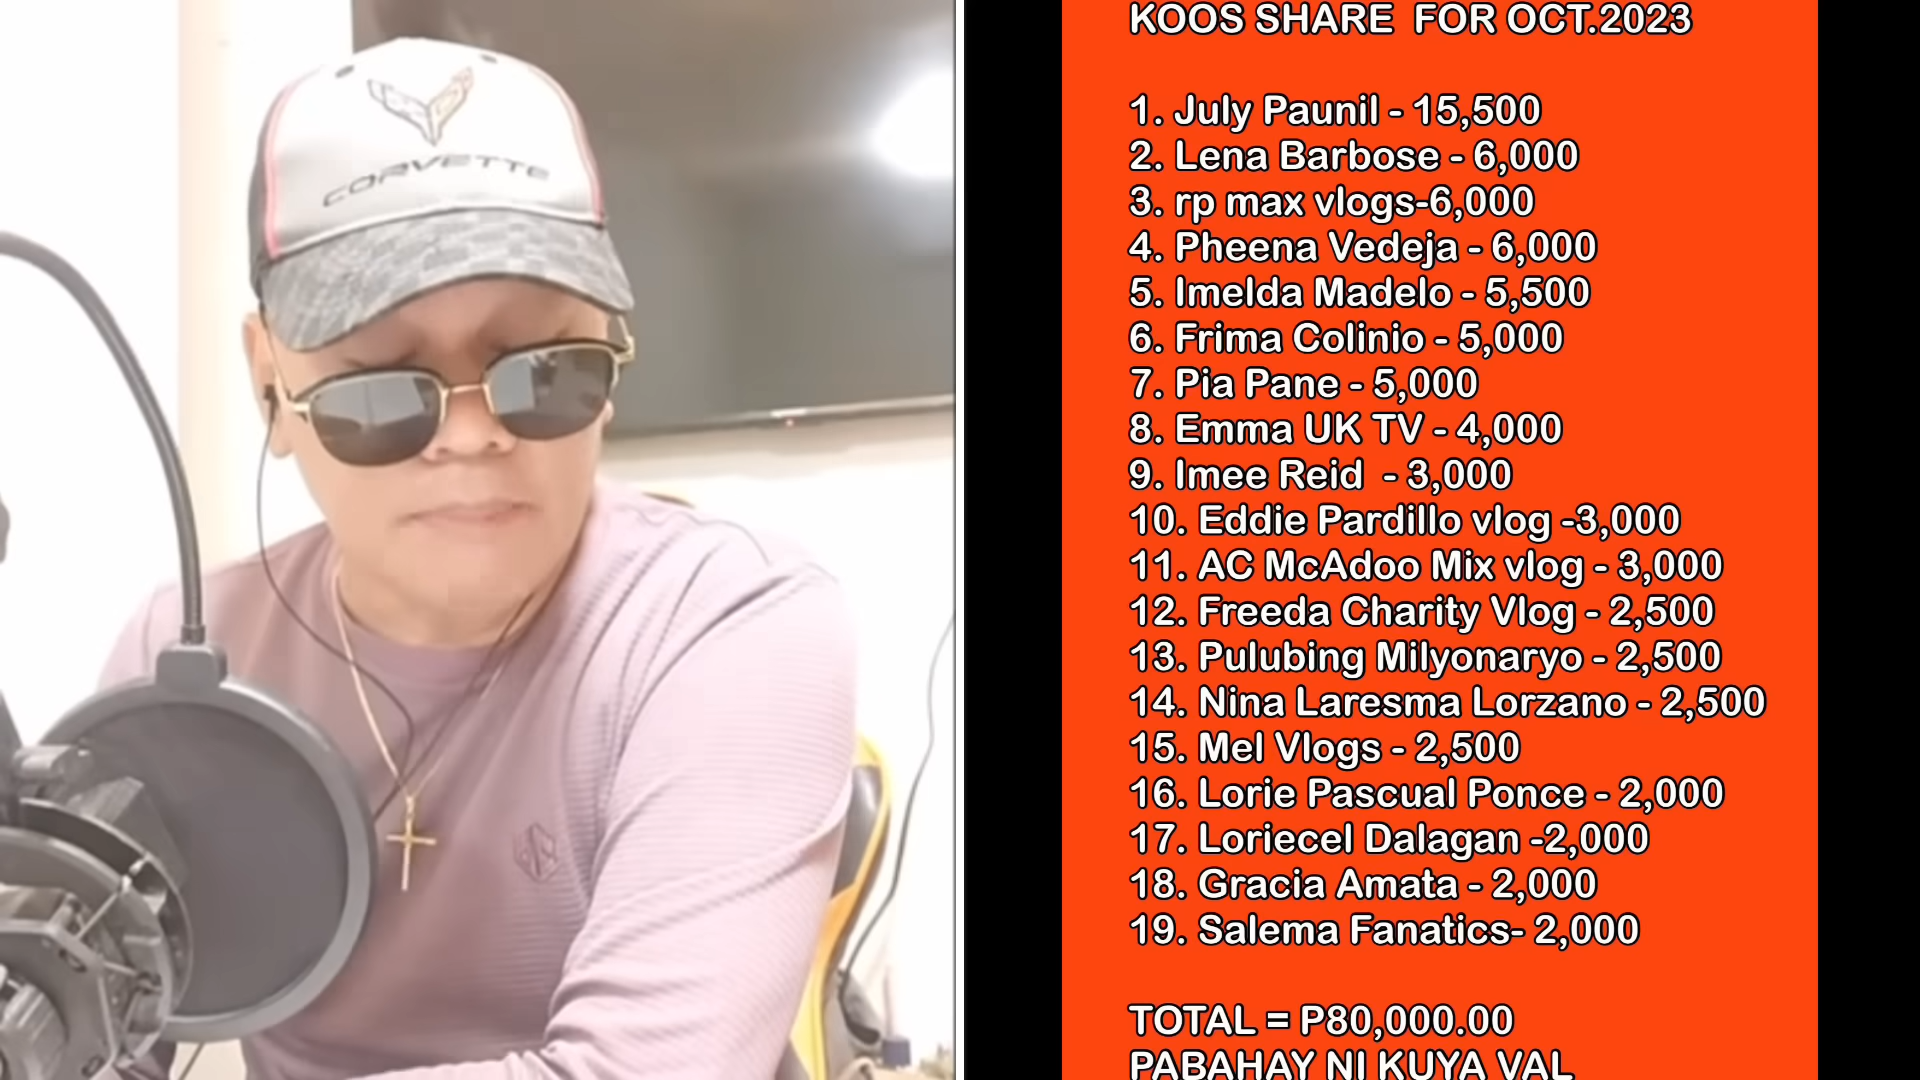 CORVETTE
KOOS SHARE FOR OCT.2023
1. July Paunil - 15,500
2. Lena Barbose - 6,000
3. rp max vlogs-6,000
4. Pheena Vedeja - 6,000
5. Imelda Madelo - 5,500
6. Frima Colinio - 5,000
7. Pia Pane - 5,000
8. Emma UK TV - 4,000
9. Imee Reid - 3,000
10. Eddie Pardillo vlog -3,000
11. AC McAdoo Mix vlog - 3,000
12. Freeda Charity Vlog - 2,500
13. Pulubing Milyonaryo - 2,500
14. Nina Laresma Lorzano - 2,500
15. Mel Vlogs - 2,500
16. Lorie Pascual Ponce - 2,000
17. Loriecel Dalagan -2,000
18. Gracia Amata - 2,000
19. Salema Fanatics- 2,000
TOTAL = P80,000.00
PABAHAY NI KUYA VAL